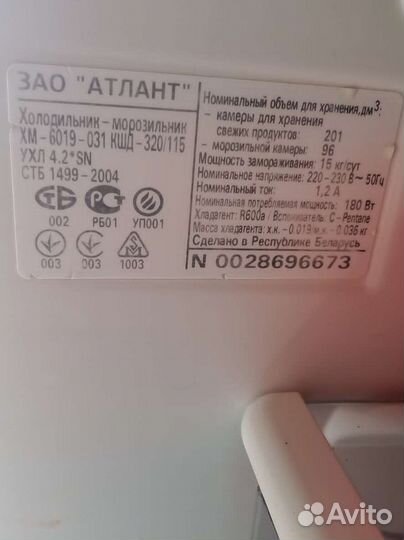 ЗАО "АТЛАНТ"
Холодильник - морозильник
ХМ - 6019 - 031 КШД - 320/115
УХЛ 4.2*SN
СТБ 1499 - 2004
002 РБ01 УП001
003 003 1003
Номинальный объем для хранения, дм³:
- камеры для хранения
свежих продуктов: 201
- морозильной камеры: 96
Мощность замораживания: 15 кг/сут
Номинальное напряжение: 220 - 230 В ~ 50Гц
Номинальный ток: 1,2 А
Номинальная потребляемая мощность: 180 Вт
Хладагент: R600a / Вспениватель: C-Pentane
Масса хладагента: х.к. - 0,019/м.к. - 0,036 кг
Сделано в Республике Беларусь
N 0028696673
Avito